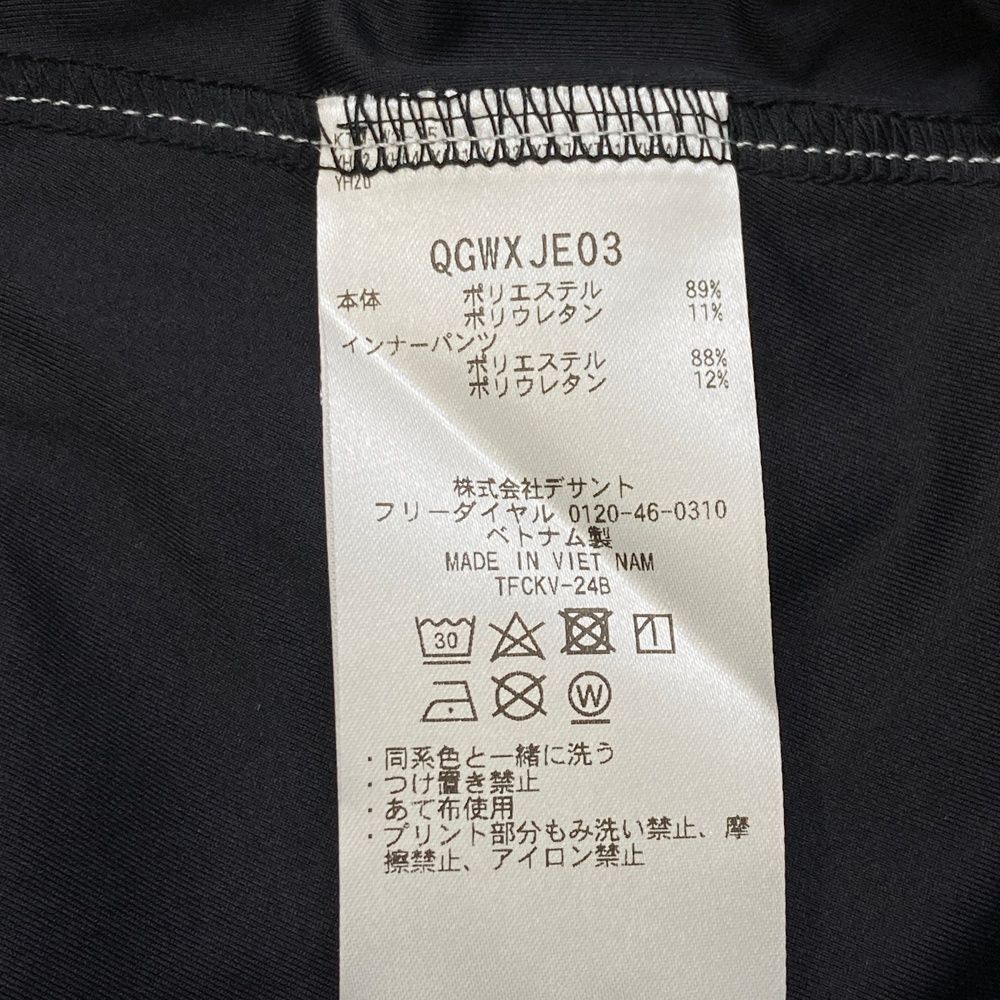 YH20
QGWXJE03
本体 ポリエステル 89%
ポリウレタン 11%
インナーパンツ
ポリエステル 88%
ポリウレタン 12%
株式会社デサント
フリーダイヤル 0120-46-0310
ベトナム製
MADE IN VIET NAM
TFCKV-24B
30
W
・同系色と一緒に洗う
・つけ置き禁止
・あて布使用
・プリント部分もみ洗い禁止、摩
擦禁止、アイロン禁止